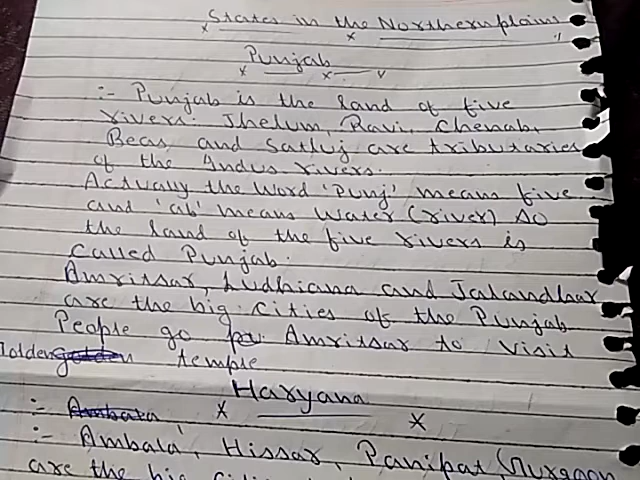 States in the Northern plains
Punjab
:- Punjab is the land of five
rivers. Jhelum, Ravi, Chenab,
Beas, and Satluj are tributaries
of the Indus rivers.
Actually the word 'Punj' means five
and 'ab' means water (river) so
the land of the five rivers is
called Punjab.
Amritsar, Ludhiana and Jalandhar
are the big cities of the Punjab
People go Amritsar to visit
Golden temple
Haryana
:- Ambala
:- Ambala, Hissar, Panipat, Gurgaon
are the big